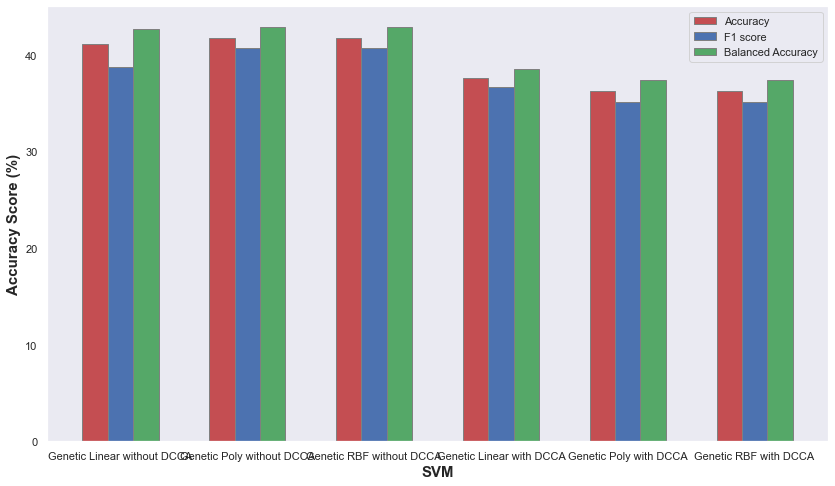 Accuracy
F1 score
Balanced Accuracy
Accuracy Score (%)
40
30
20
10
0
Genetic Linear without DCCA Genetic Poly without DCCA Genetic RBF without DCCA Genetic Linear with DCCA Genetic Poly with DCCA Genetic RBF with DCCA
SVM